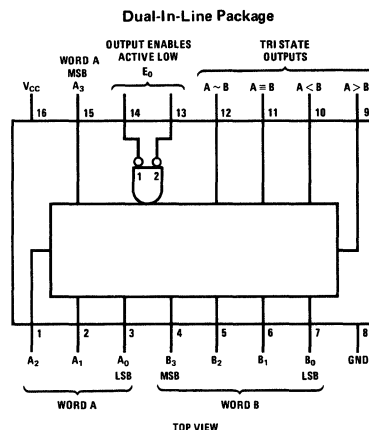 Dual-In-Line Package
OUTPUT ENABLES
ACTIVE LOW
E₀
TRI STATE
OUTPUTS
WORD A
MSB
A₃
VCC
A ~ B
A ≡ B
A < B
A > B
16
15
14
13
12
11
10
9
1
2
1
2
3
4
5
6
7
8
A₂
A₁
A₀
LSB
B₃
MSB
B₂
B₁
B₀
LSB
GND
WORD A
WORD B
TOP VIEW